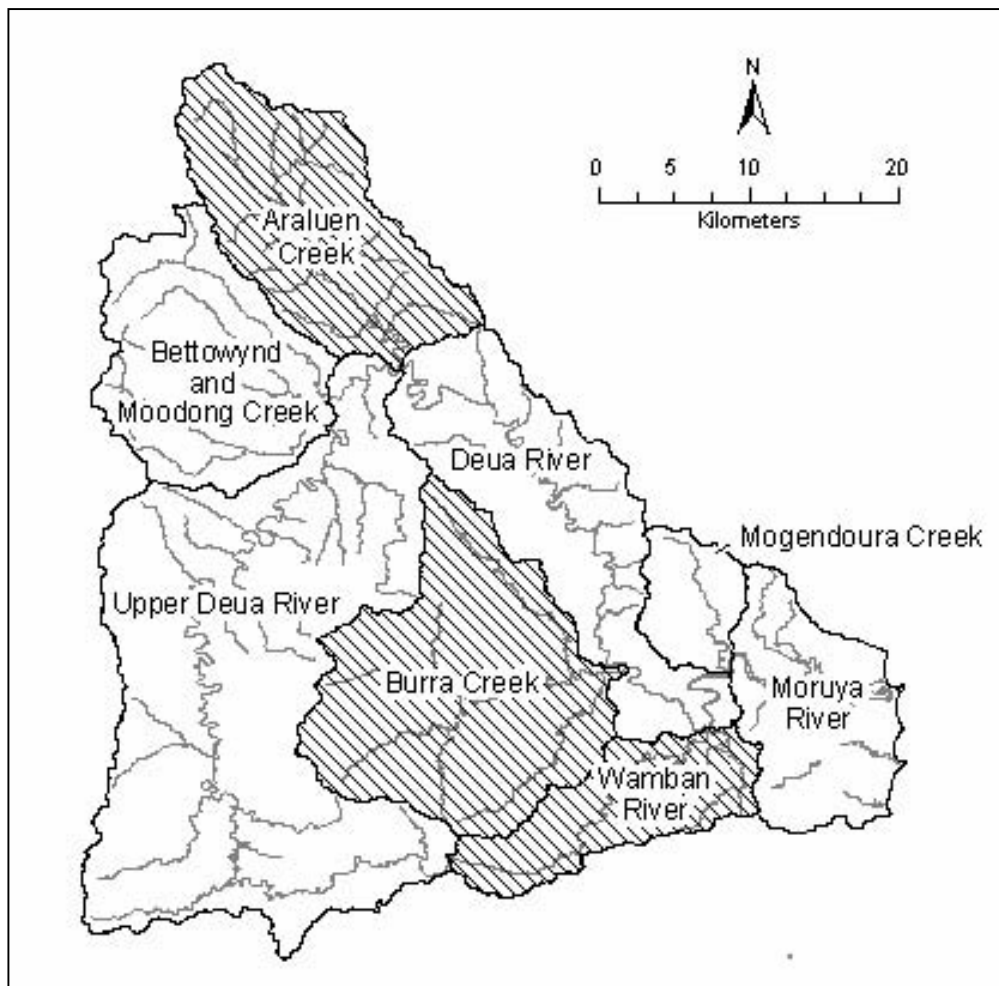 N
0 5 10 20
Kilometers
Araluen
Creek
Bettowynd
and
Moodong Creek
Deua River
Mogendoura Creek
Upper Deua River
Burra Creek
Moruya
River
Wamban
River